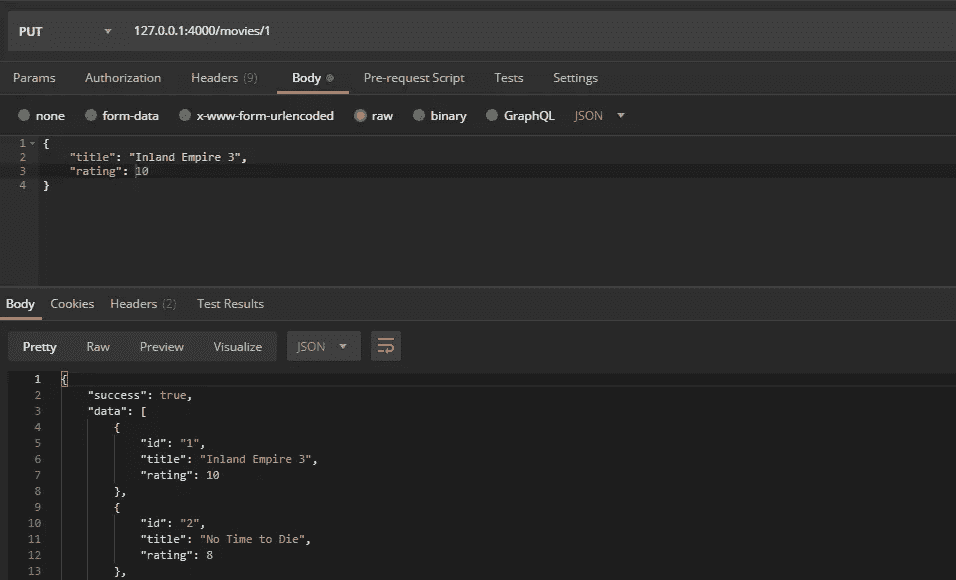 PUT 127.0.0.1:4000/movies/1
Params Authorization Headers (9) Body Pre-request Script Tests Settings
none form-data x-www-form-urlencoded raw binary GraphQL JSON
1 {
2 "title": "Inland Empire 3",
3 "rating": 10
4 }
Body Cookies Headers (2) Test Results
Pretty Raw Preview Visualize JSON
1 {
2 "success": true,
3 "data": [
4 {
5 "id": "1",
6 "title": "Inland Empire 3",
7 "rating": 10
8 },
9 {
10 "id": "2",
11 "title": "No Time to Die",
12 "rating": 8
13 },